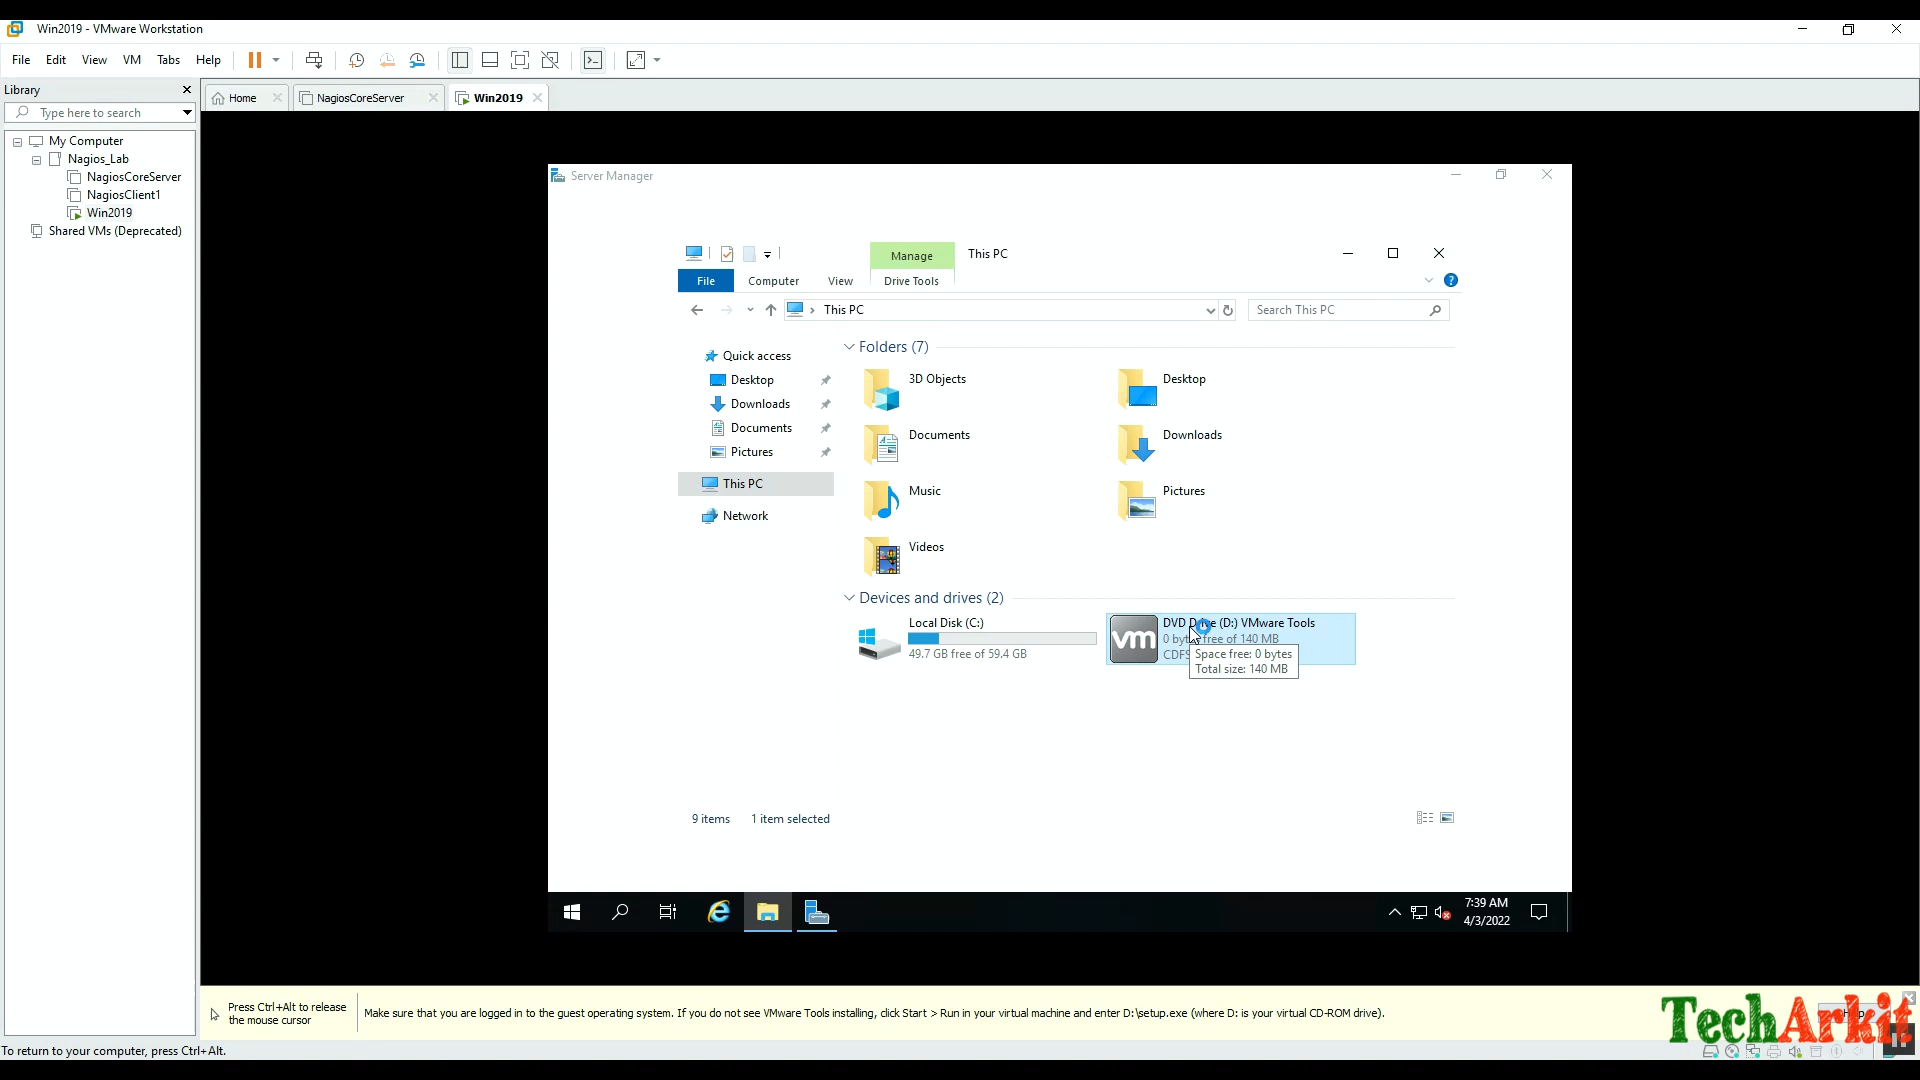 Win2019 - VMware Workstation
File Edit View VM Tabs Help
Library
Type here to search
Home
NagiosCoreServer
Win2019
My Computer
Nagios_Lab
NagiosCoreServer
NagiosClient1
Win2019
Shared VMs (Deprecated)
Server Manager
Manage
This PC
File
Computer
View
Drive Tools
This PC
Search This PC
Quick access
Desktop
Downloads
Documents
Pictures
This PC
Network
Folders (7)
3D Objects
Desktop
Documents
Downloads
Music
Pictures
Videos
Devices and drives (2)
Local Disk (C:)
49.7 GB free of 59.4 GB
vm
DVD Drive (D:) VMware Tools
0 bytes free of 140 MB
CDFS
Space free: 0 bytes
Total size: 140 MB
9 items
1 item selected
7:39 AM
4/3/2022
Press Ctrl+Alt to release
the mouse cursor
Make sure that you are logged in to the guest operating system. If you do not see VMware Tools installing, click Start > Run in your virtual machine and enter D:\setup.exe (where D: is your virtual CD-ROM drive).
Help
TechArkit
To return to your computer, press Ctrl+Alt.